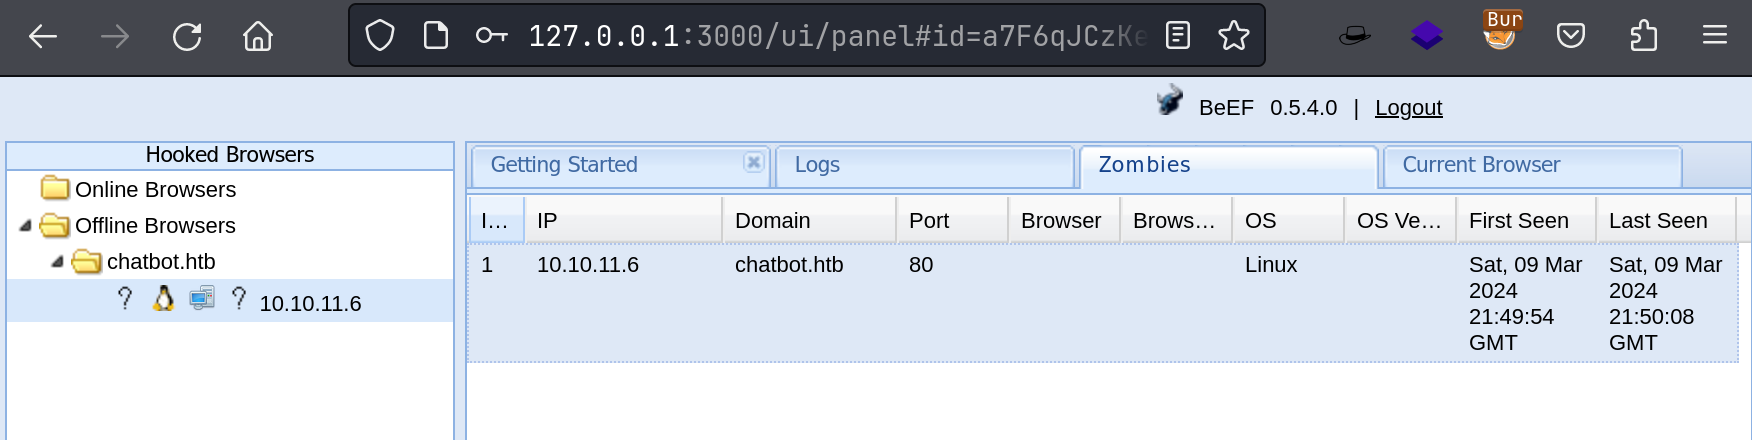 Bur
127.0.0.1:3000/ui/panel#id=a7F6qJCzKe
BeEF 0.5.4.0 | Logout
Hooked Browsers
Getting Started
Logs
Zombies
Current Browser
Online Browsers
Offline Browsers
chatbot.htb
? ? 10.10.11.6
I... IP Domain Port Browser Brows... OS OS Ve... First Seen Last Seen
1 10.10.11.6 chatbot.htb 80 Linux
Sat, 09 Mar
2024
21:49:54
GMT
Sat, 09 Mar
2024
21:50:08
GMT